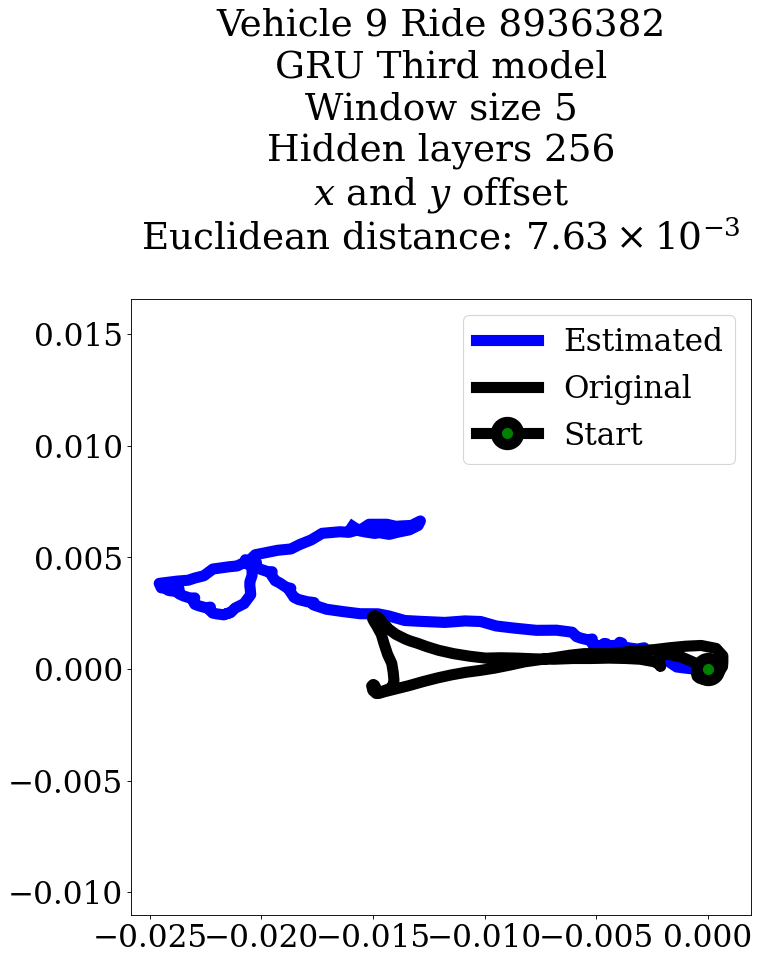 Vehicle 9 Ride 8936382
GRU Third model
Window size 5
Hidden layers 256
x and y offset
Euclidean distance: 7.63 × 10⁻³
Estimated
Original
Start
0.015
0.010
0.005
0.000
−0.005
−0.010
−0.025 −0.020 −0.015 −0.010 −0.005 0.000